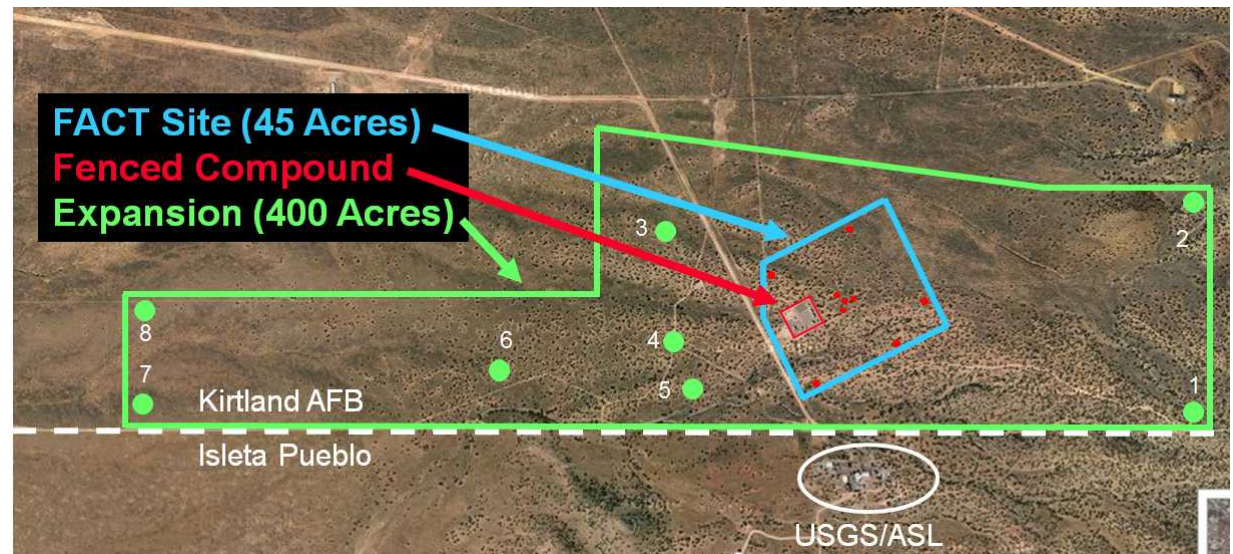 FACT Site (45 Acres)
Fenced Compound
Expansion (400 Acres)
3
2
8
6
4
7
5
1
Kirtland AFB
Isleta Pueblo
USGS/ASL